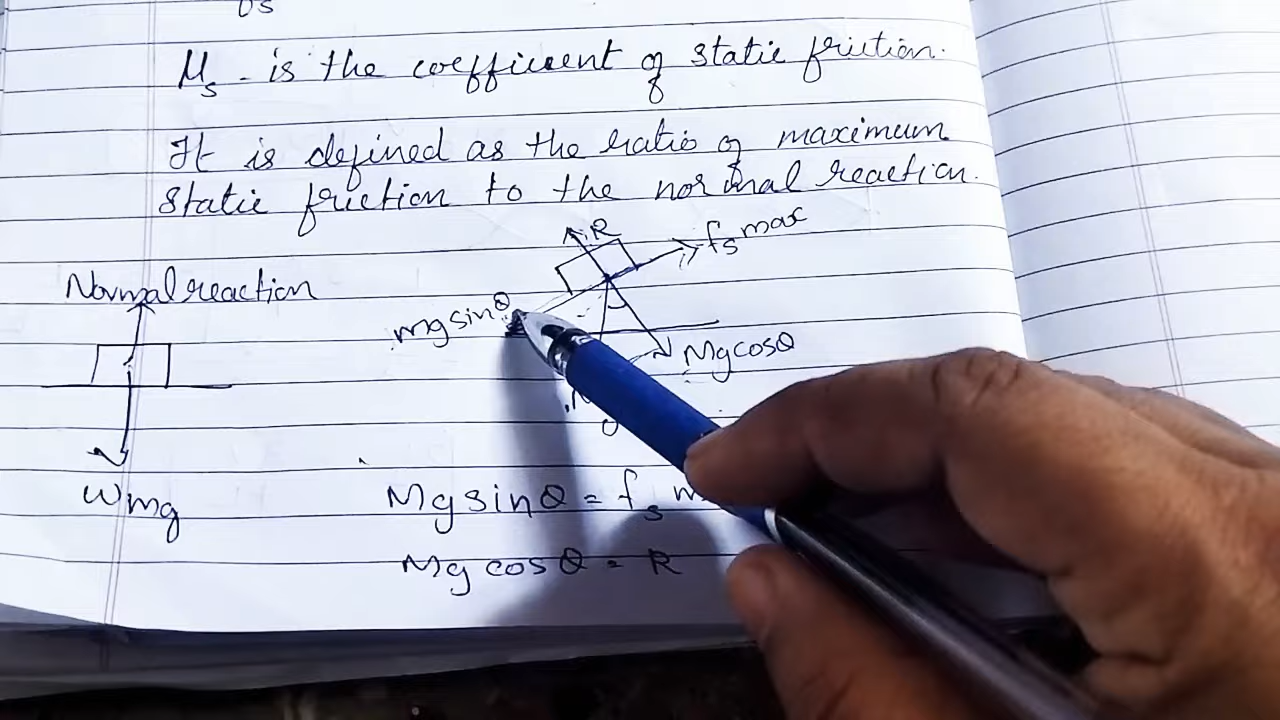 μs - is the coefficient of static friction.
It is defined as the ratio of maximum
static friction to the normal reaction.
R
fs max
Normal reaction
mg sinθ
Mg cosθ
W mg
Mg sinθ = fs
Mg cosθ = R